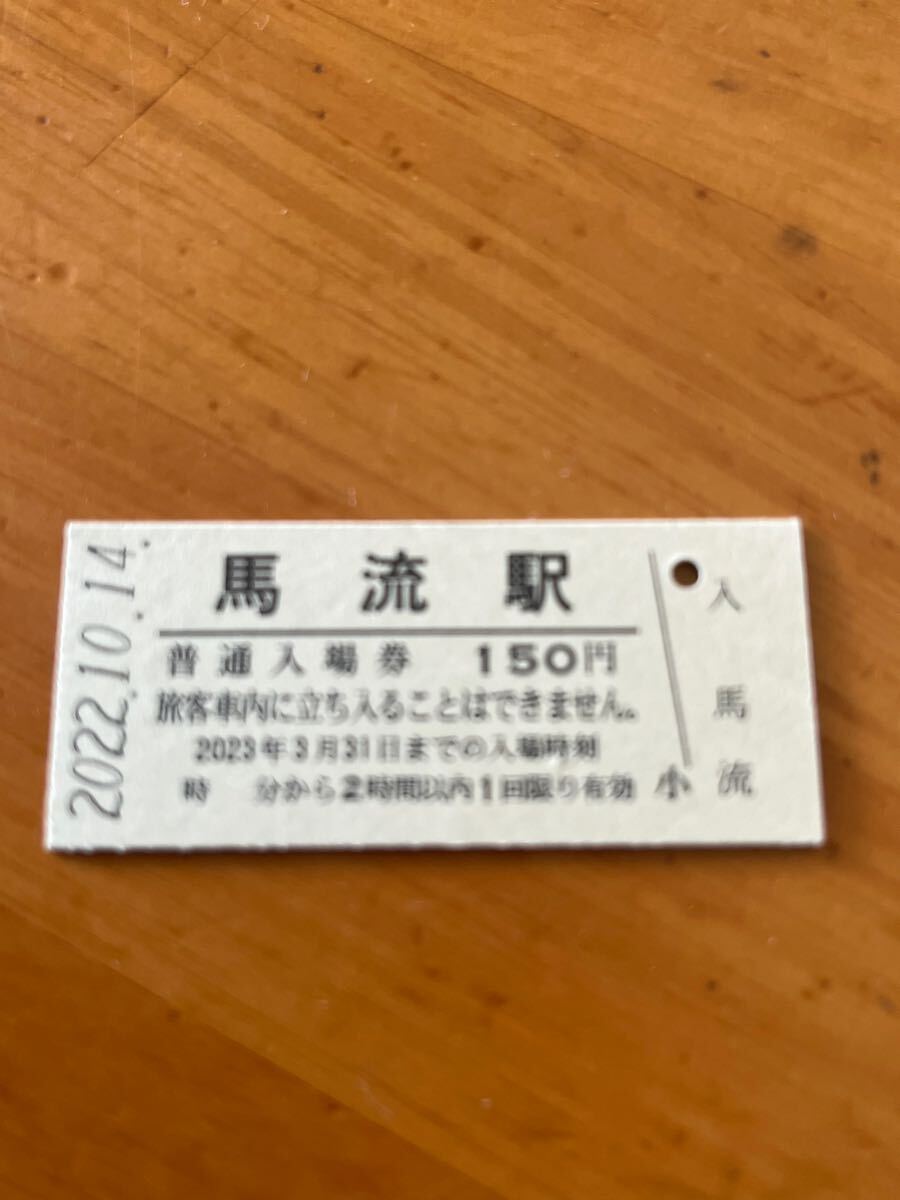 2022.10.14.
馬流駅
普通入場券 150円
旅客車内に立ち入ることはできません。
2023年3月31日までの入場時刻
時 分から2時間以内1回限り有効
小
入
馬
流